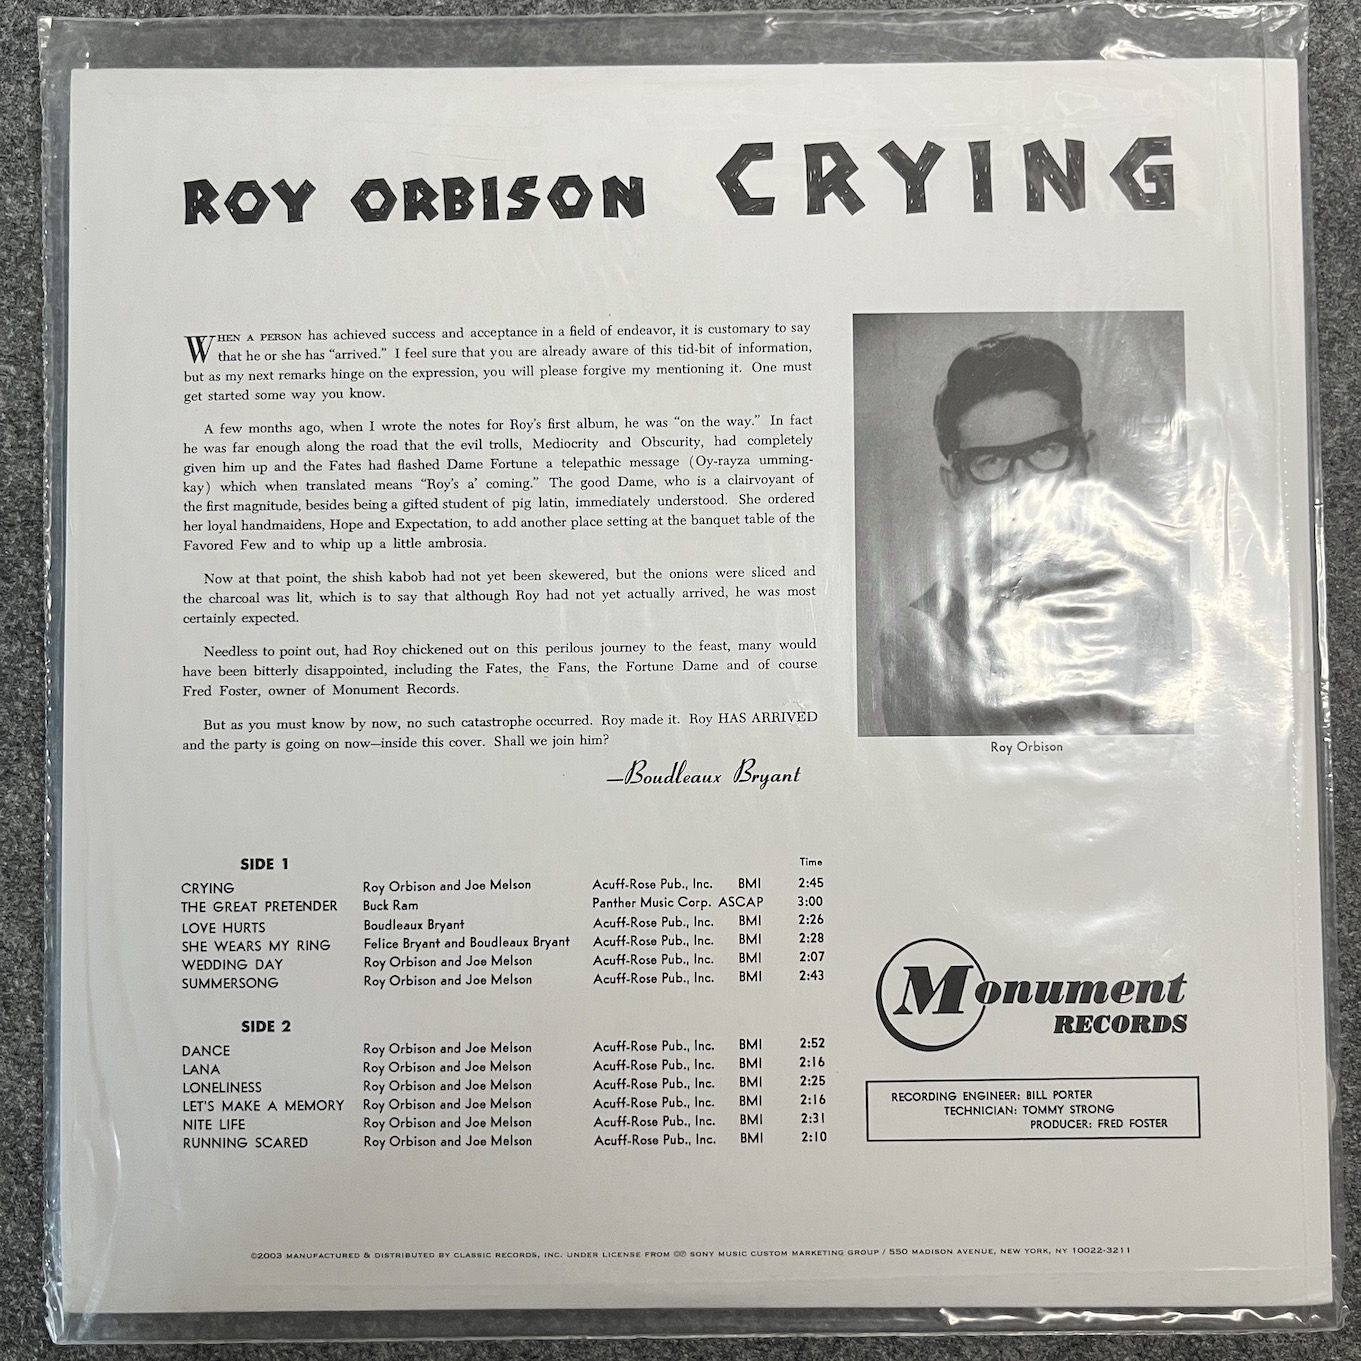 ROY ORBISON CRYING
WHEN A PERSON has achieved success and acceptance in a field of endeavor, it is customary to say
that he or she has “arrived.” I feel sure that you are already aware of this tid-bit of information,
but as my next remarks hinge on the expression, you will please forgive my mentioning it. One must
get started some way you know.
A few months ago, when I wrote the notes for Roy’s first album, he was “on the way.” In fact
he was far enough along the road that the evil trolls, Mediocrity and Obscurity, had completely
given him up and the Fates had flashed Dame Fortune a telepathic message (Oy-rayza umming-
kay) which when translated means “Roy’s a’ coming.” The good Dame, who is a clairvoyant of
the first magnitude, besides being a gifted student of pig latin, immediately understood. She ordered
her loyal handmaidens, Hope and Expectation, to add another place setting at the banquet table of the
Favored Few and to whip up a little ambrosia.
Now at that point, the shish kabob had not yet been skewered, but the onions were sliced and
the charcoal was lit, which is to say that although Roy had not yet actually arrived, he was most
certainly expected.
Needless to point out, had Roy chickened out on this perilous journey to the feast, many would
have been bitterly disappointed, including the Fates, the Fans, the Fortune Dame and of course
Fred Foster, owner of Monument Records.
But as you must know by now, no such catastrophe occurred. Roy made it. Roy HAS ARRIVED
and the party is going on now—inside this cover. Shall we join him?
—Boudleaux Bryant
Roy Orbison
SIDE 1 Time
CRYING Roy Orbison and Joe Melson Acuff-Rose Pub., Inc. BMI 2:45
THE GREAT PRETENDER Buck Ram Panther Music Corp. ASCAP 3:00
LOVE HURTS Boudleaux Bryant Acuff-Rose Pub., Inc. BMI 2:26
SHE WEARS MY RING Felice Bryant and Boudleaux Bryant Acuff-Rose Pub., Inc. BMI 2:28
WEDDING DAY Roy Orbison and Joe Melson Acuff-Rose Pub., Inc. BMI 2:07
SUMMERSONG Roy Orbison and Joe Melson Acuff-Rose Pub., Inc. BMI 2:43
SIDE 2
DANCE Roy Orbison and Joe Melson Acuff-Rose Pub., Inc. BMI 2:52
LANA Roy Orbison and Joe Melson Acuff-Rose Pub., Inc. BMI 2:16
LONELINESS Roy Orbison and Joe Melson Acuff-Rose Pub., Inc. BMI 2:25
LET'S MAKE A MEMORY Roy Orbison and Joe Melson Acuff-Rose Pub., Inc. BMI 2:16
NITE LIFE Roy Orbison and Joe Melson Acuff-Rose Pub., Inc. BMI 2:31
RUNNING SCARED Roy Orbison and Joe Melson Acuff-Rose Pub., Inc. BMI 2:10
Monument
RECORDS
RECORDING ENGINEER: BILL PORTER
TECHNICIAN: TOMMY STRONG
PRODUCER: FRED FOSTER
©2003 MANUFACTURED & DISTRIBUTED BY CLASSIC RECORDS, INC. UNDER LICENSE FROM ©℗ SONY MUSIC CUSTOM MARKETING GROUP / 550 MADISON AVENUE, NEW YORK, NY 10022-3211